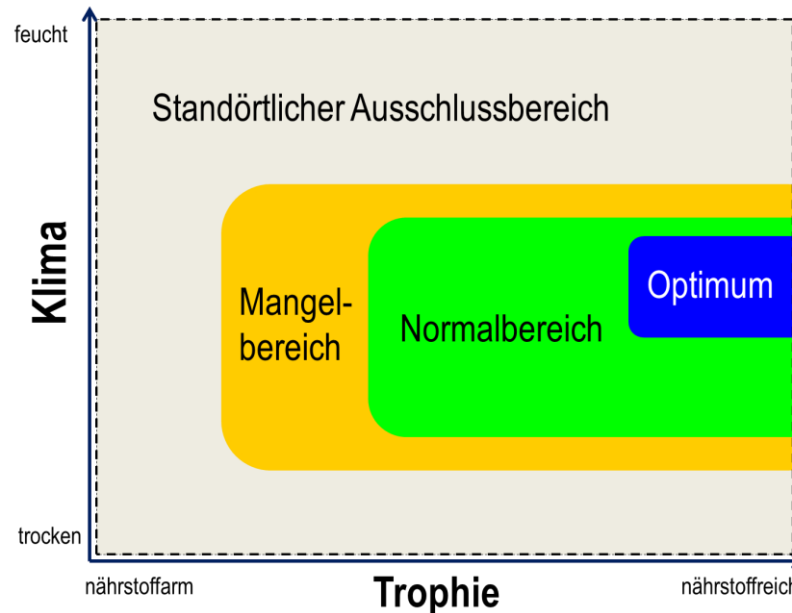 feucht
Standörtlicher Ausschlussbereich
Klima
Mangel-
bereich
Normalbereich
Optimum
trocken
nährstoffarm
Trophie
nährstoffreich